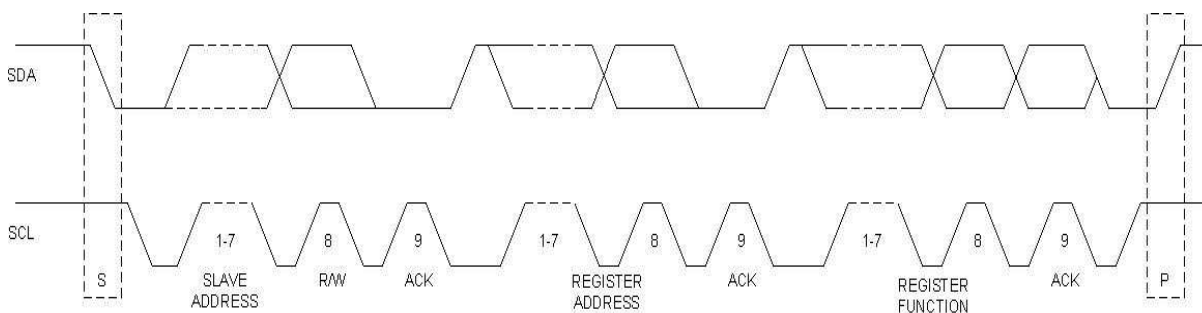 SDA
SCL
1-7 8 9 1-7 8 9 1-7 8 9
S SLAVE ADDRESS R/W ACK REGISTER ADDRESS ACK REGISTER FUNCTION ACK P